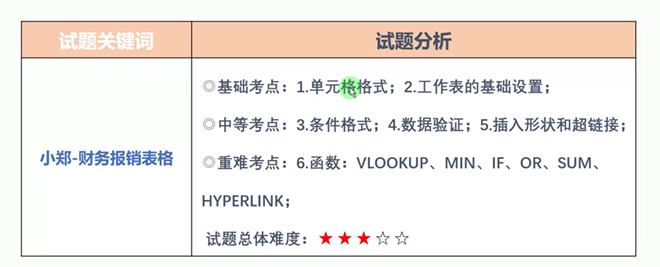 试题关键词
试题分析
小郑-财务报销表格
◎基础考点：1.单元格格式；2.工作表的基础设置；
◎中等考点：3.条件格式；4.数据验证；5.插入形状和超链接；
◎重难考点：6.函数：VLOOKUP、MIN、IF、OR、SUM、
HYPERLINK；
试题总体难度：★★★☆☆